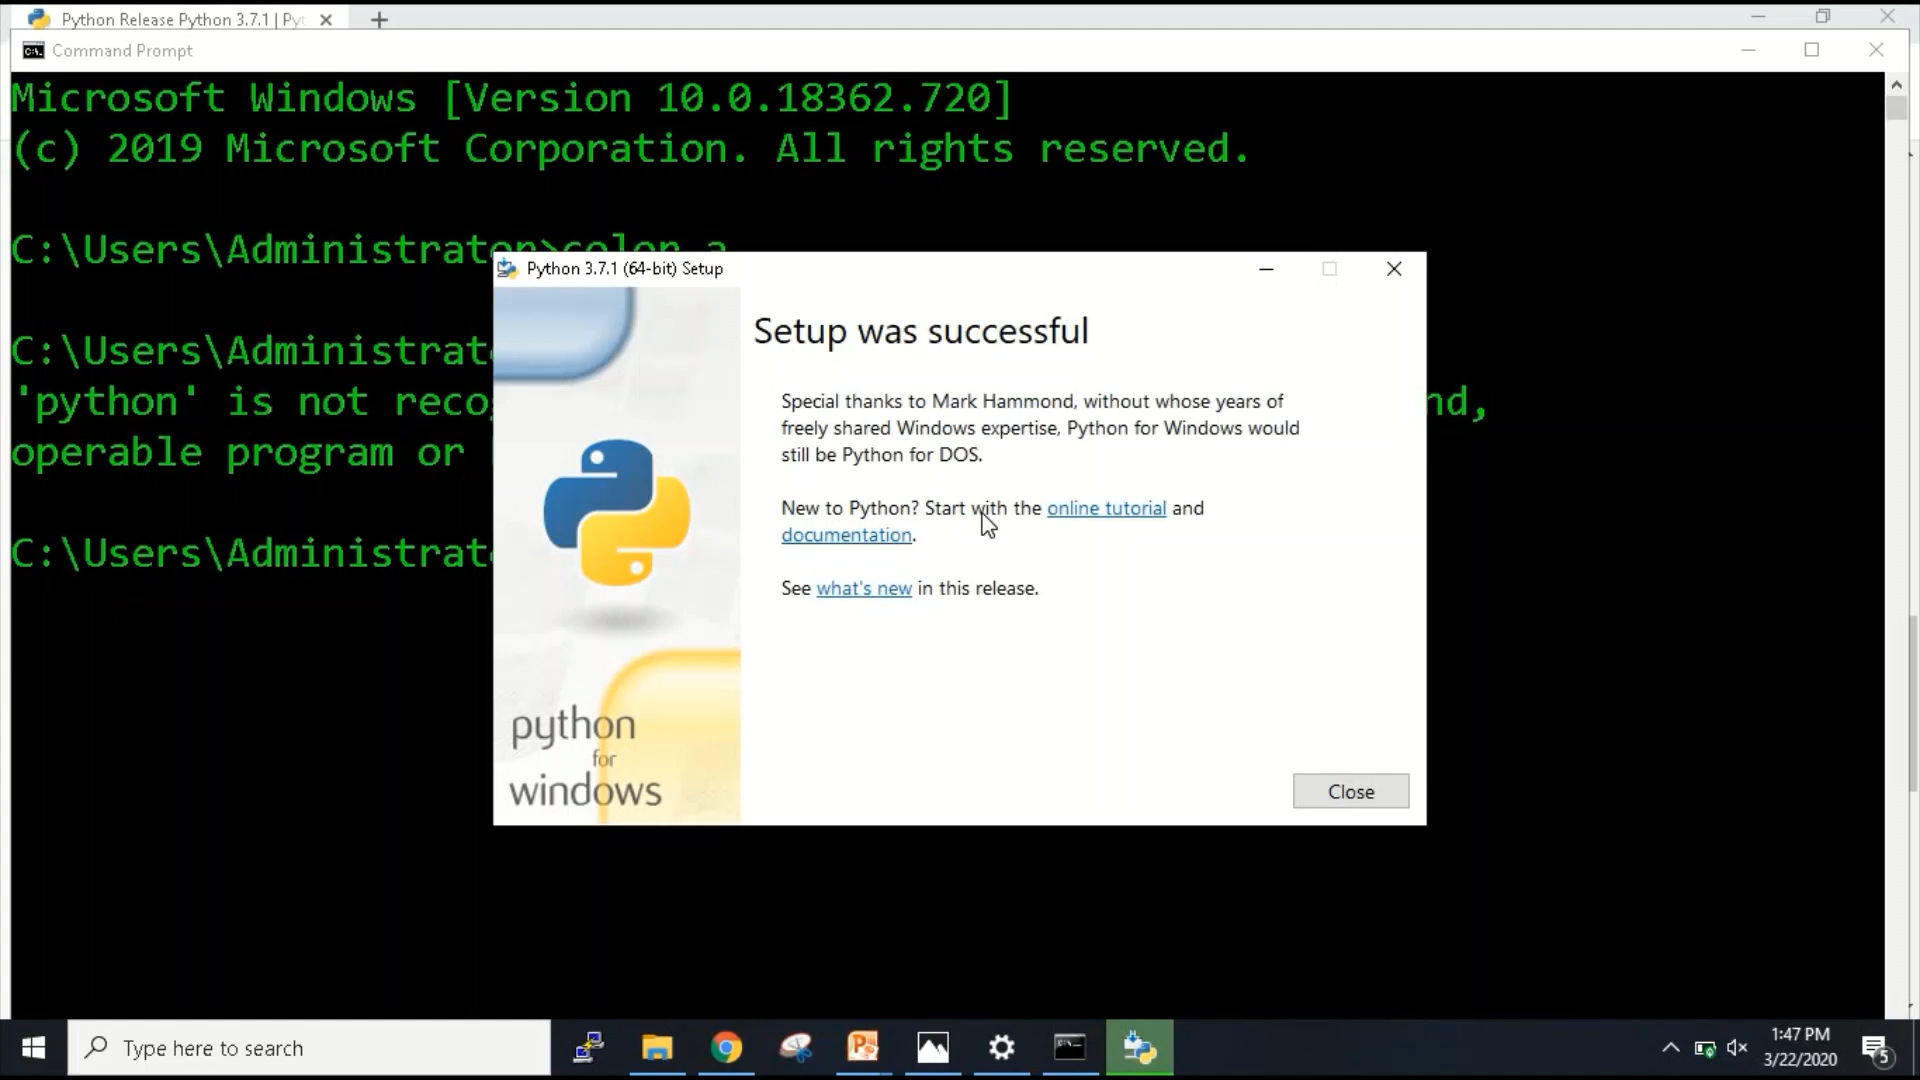 Python Release Python 3.7.1 | Pyt
Command Prompt
Microsoft Windows [Version 10.0.18362.720]
(c) 2019 Microsoft Corporation. All rights reserved.
C:\Users\Administrator>color a
C:\Users\Administrat
'python' is not reco
nd,
operable program or
C:\Users\Administrat
Python 3.7.1 (64-bit) Setup
Setup was successful
Special thanks to Mark Hammond, without whose years of
freely shared Windows expertise, Python for Windows would
still be Python for DOS.
New to Python? Start with the online tutorial and
documentation.
See what's new in this release.
python
for
windows
Close
Type here to search
1:47 PM
3/22/2020
5